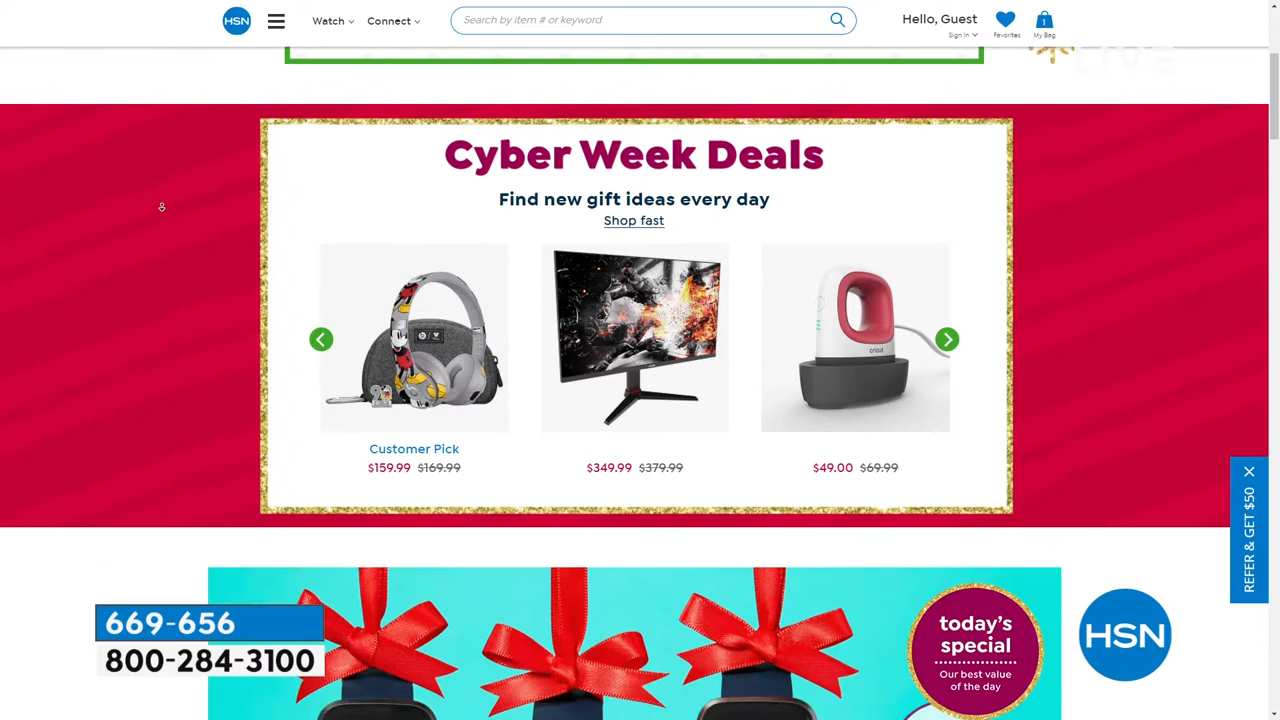 HSN
Watch
Connect
Search by item # or keyword
Hello, Guest
Sign In
Favorites
1
My Bag
LIVE
Cyber Week Deals
Find new gift ideas every day
Shop fast
cricut
Customer Pick
$159.99 $169.99
$349.99 $379.99
$49.00 $69.99
REFER & GET $50
669-656
800-284-3100
today's
special
Our best value
of the day
HSN